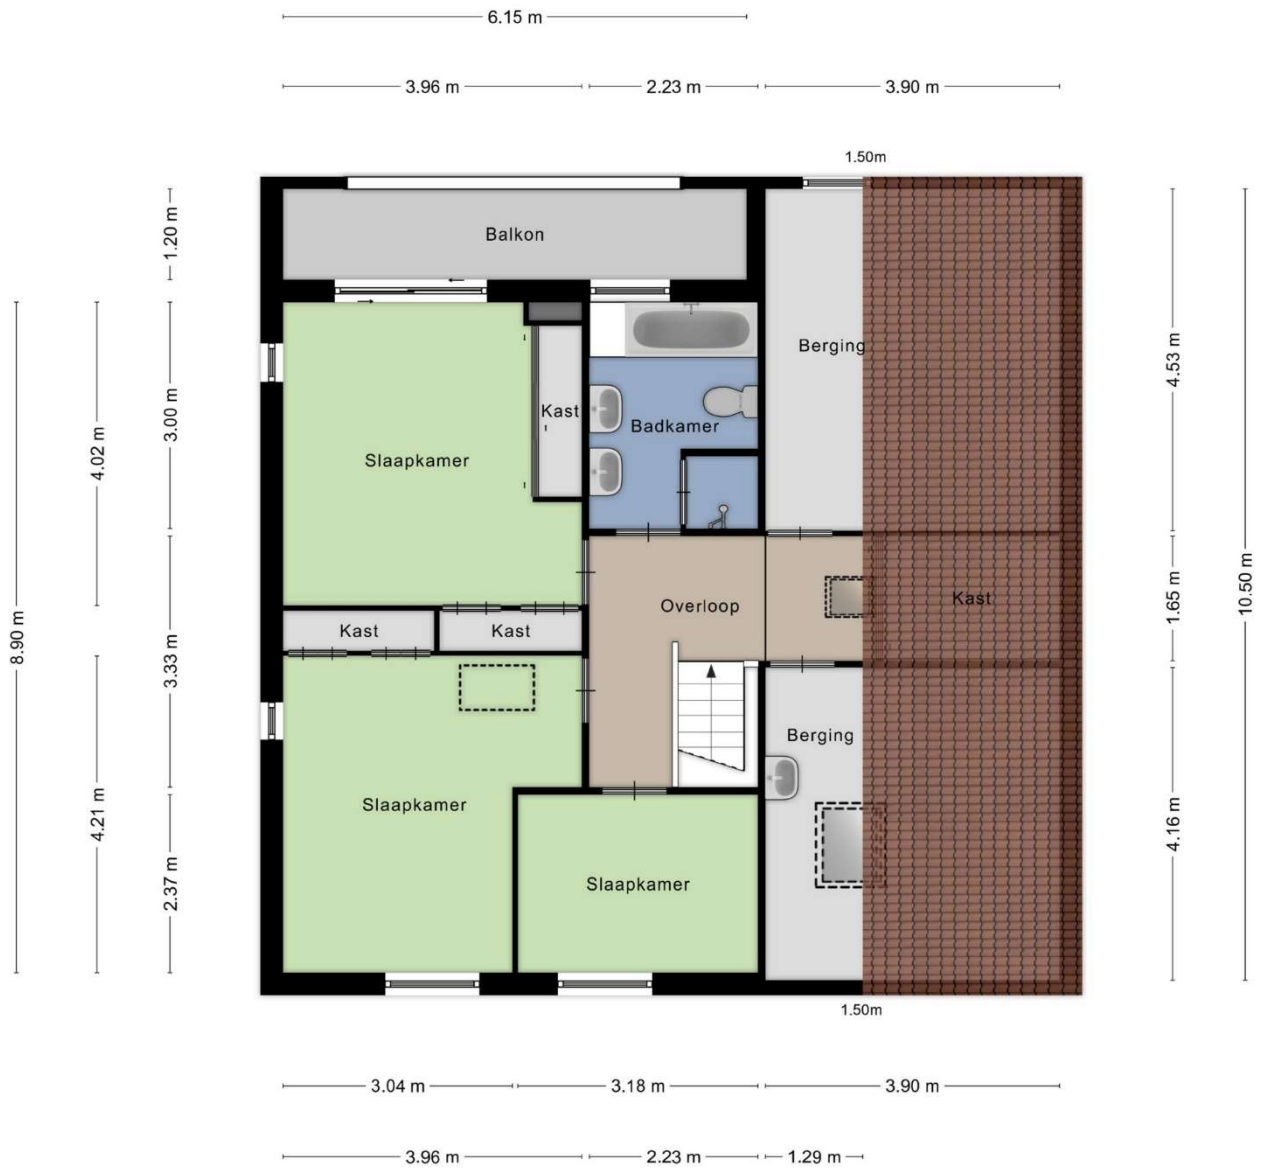 6.15 m
3.96 m
2.23 m
3.90 m
1.50m
1.20 m
Balkon
Berging
4.53 m
3.00 m
Kast
Badkamer
4.02 m
Slaapkamer
10.50 m
1.65 m
Kast
Overloop
Kast
Kast
8.90 m
3.33 m
Berging
Slaapkamer
4.21 m
4.16 m
2.37 m
Slaapkamer
1.50m
3.04 m
3.18 m
3.90 m
3.96 m
2.23 m
1.29 m